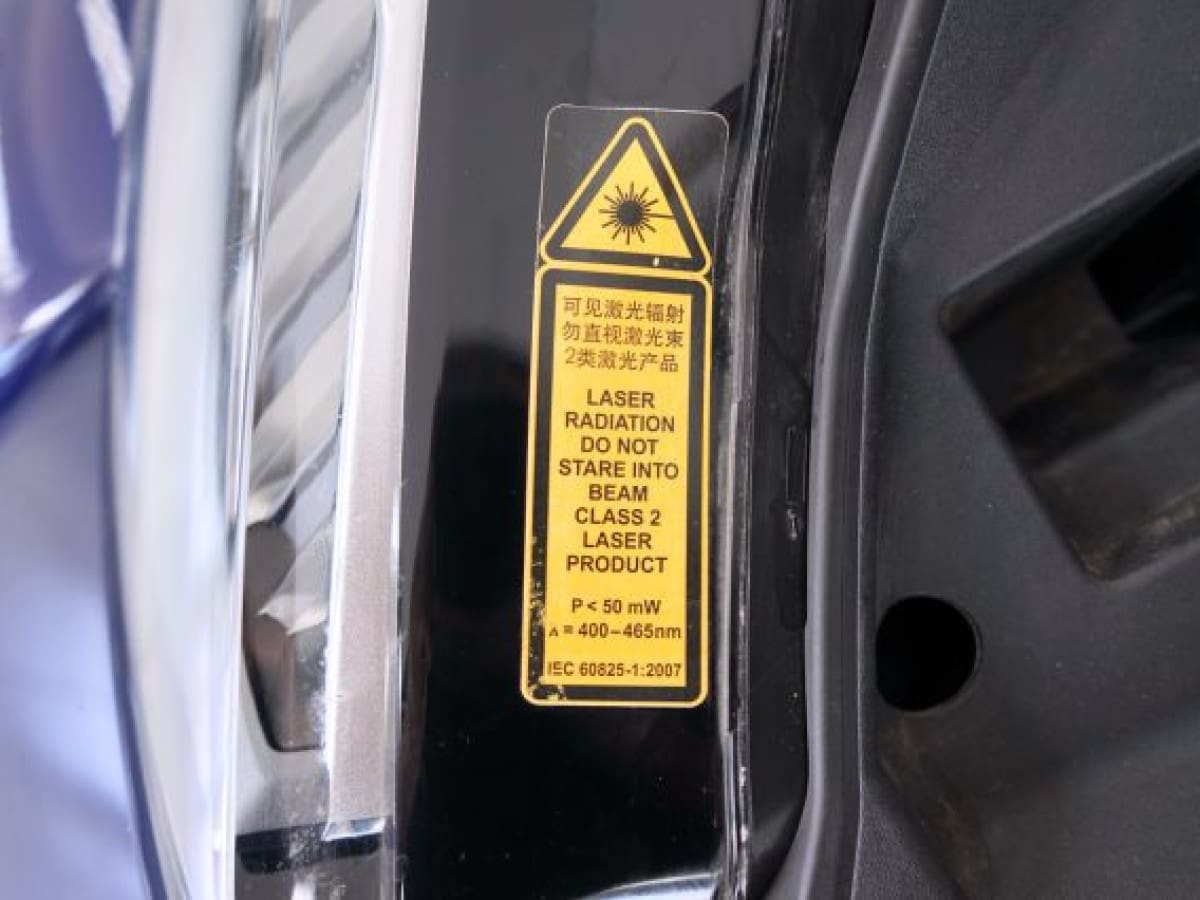 可见激光辐射
勿直视激光束
2类激光产品
LASER
RADIATION
DO NOT
STARE INTO
BEAM
CLASS 2
LASER
PRODUCT
P < 50 mW
λ = 400-465nm
IEC 60825-1:2007